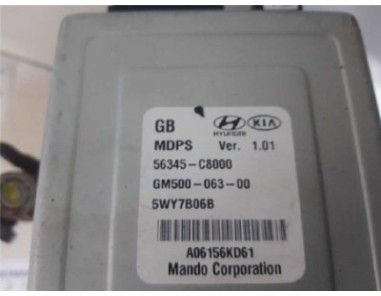 GB HYUNDAI KIA
MDPS Ver. 1.01
56345-C8000
GM500-063-00
5WY7B06B
A06156KD61
Mando Corporation